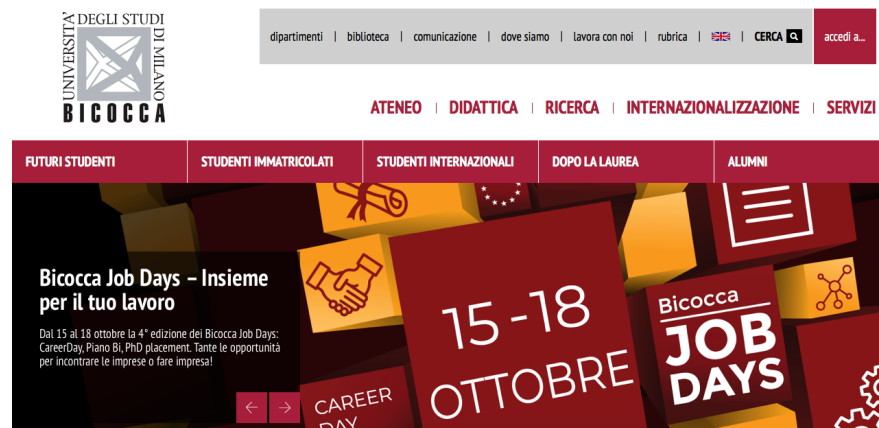 UNIVERSITA' DEGLI STUDI DI MILANO
BICOCCA
dipartimenti | biblioteca | comunicazione | dove siamo | lavora con noi | rubrica | | CERCA accedi a...
ATENEO | DIDATTICA | RICERCA | INTERNAZIONALIZZAZIONE | SERVIZI
FUTURI STUDENTI STUDENTI IMMATRICOLATI STUDENTI INTERNAZIONALI DOPO LA LAUREA ALUMNI
Bicocca Job Days – Insieme
per il tuo lavoro
Dal 15 al 18 ottobre la 4° edizione dei Bicocca Job Days:
CareerDay, Piano Bi, PhD placement. Tante le opportunità
per incontrare le imprese o fare impresa!
15-18
OTTOBRE
Bicocca
JOB
DAYS
CAREER
DAY